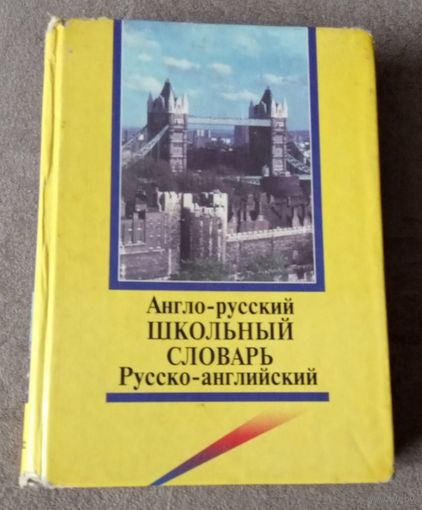 Англо-русский
ШКОЛЬНЫЙ
СЛОВАРЬ
Русско-английский